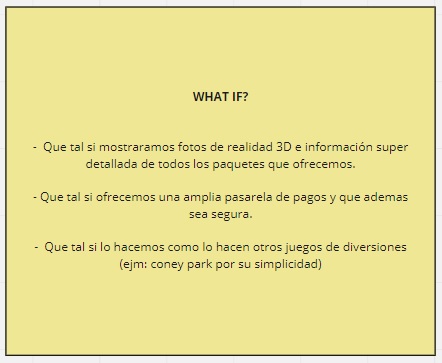 WHAT IF?
- Que tal si mostraramos fotos de realidad 3D e información super
detallada de todos los paquetes que ofrecemos.
- Que tal si ofrecemos una amplia pasarela de pagos y que ademas
sea segura.
- Que tal si lo hacemos como lo hacen otros juegos de diversiones
(ejm: coney park por su simplicidad)